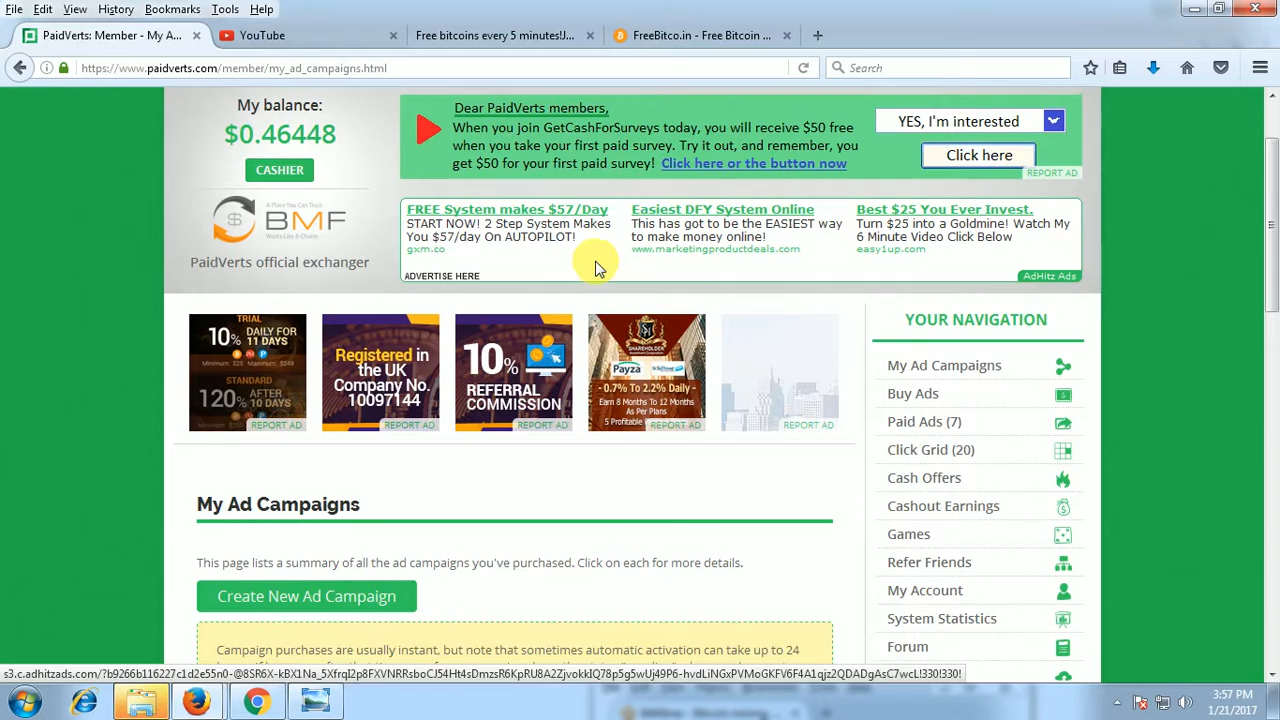 File Edit View History Bookmarks Tools Help
PaidVerts: Member - My A... YouTube Free bitcoins every 5 minutes!J... FreeBitco.in - Free Bitcoin ...
https://www.paidverts.com/member/my_ad_campaigns.html Search
My balance:
$0.46448
CASHIER
BMF
PaidVerts official exchanger
Dear PaidVerts members,
When you join GetCashForSurveys today, you will receive $50 free
when you take your first paid survey. Try it out, and remember, you
get $50 for your first paid survey! Click here or the button now
YES, I'm interested
Click here
REPORT AD
FREE System makes $57/Day
START NOW! 2 Step System Makes
You $57/day On AUTOPILOT!
gxm.co
Easiest DFY System Online
This has got to be the EASIEST way
to make money online!
www.marketingproductdeals.com
Best $25 You Ever Invest.
Turn $25 into a Goldmine! Watch My
6 Minute Video Click Below
easy1up.com
ADVERTISE HERE
AdHitz Ads
TRIAL
10% DAILY FOR
11 DAYS
Minimum: $25 Maximum: $249
STANDARD
120% AFTER
10 DAYS
REPORT AD
Registered in
the UK
Company No.
10097144
REPORT AD
10%
REFERRAL
COMMISSION
REPORT AD
SHAREHOLDER
Payza
- 0.7% To 2.2% Daily -
Earn 8 Months To 12 Months
As Per Plans
5 Profitable
REPORT AD
REPORT AD
YOUR NAVIGATION
My Ad Campaigns
Buy Ads
Paid Ads (7)
Click Grid (20)
Cash Offers
Cashout Earnings
Games
Refer Friends
My Account
System Statistics
Forum
My Ad Campaigns
This page lists a summary of all the ad campaigns you've purchased. Click on each for more details.
Create New Ad Campaign
Campaign purchases are usually instant, but note that sometimes automatic activation can take up to 24
3:57 PM
1/21/2017